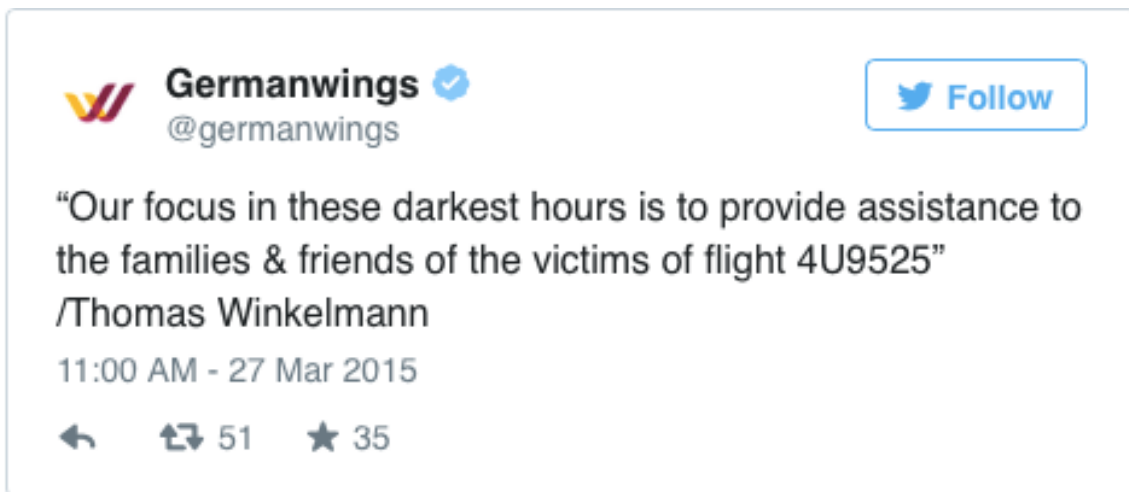 Germanwings
@germanwings
Follow
“Our focus in these darkest hours is to provide assistance to
the families & friends of the victims of flight 4U9525”
/Thomas Winkelmann
11:00 AM - 27 Mar 2015
51 35